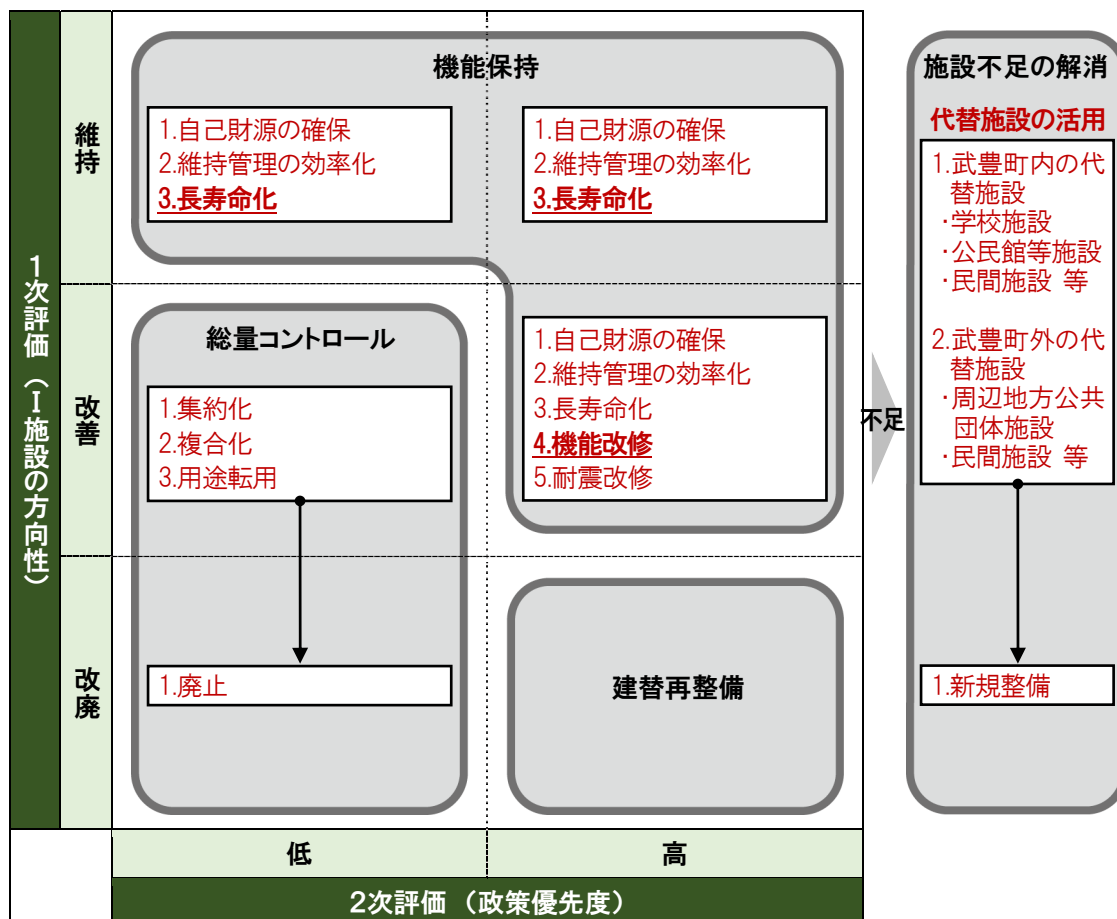 1次評価（Ⅰ施設の方向性）
維持
機能保持
1.自己財源の確保
2.維持管理の効率化
3.長寿命化
1.自己財源の確保
2.維持管理の効率化
3.長寿命化
改善
総量コントロール
1.集約化
2.複合化
3.用途転用
1.自己財源の確保
2.維持管理の効率化
3.長寿命化
4.機能改修
5.耐震改修
改廃
1.廃止
建替再整備
低
高
2次評価（政策優先度）
不足
施設不足の解消
代替施設の活用
1.武豊町内の代
替施設
・学校施設
・公民館等施設
・民間施設 等
2.武豊町外の代
替施設
・周辺地方公共
団体施設
・民間施設 等
1.新規整備